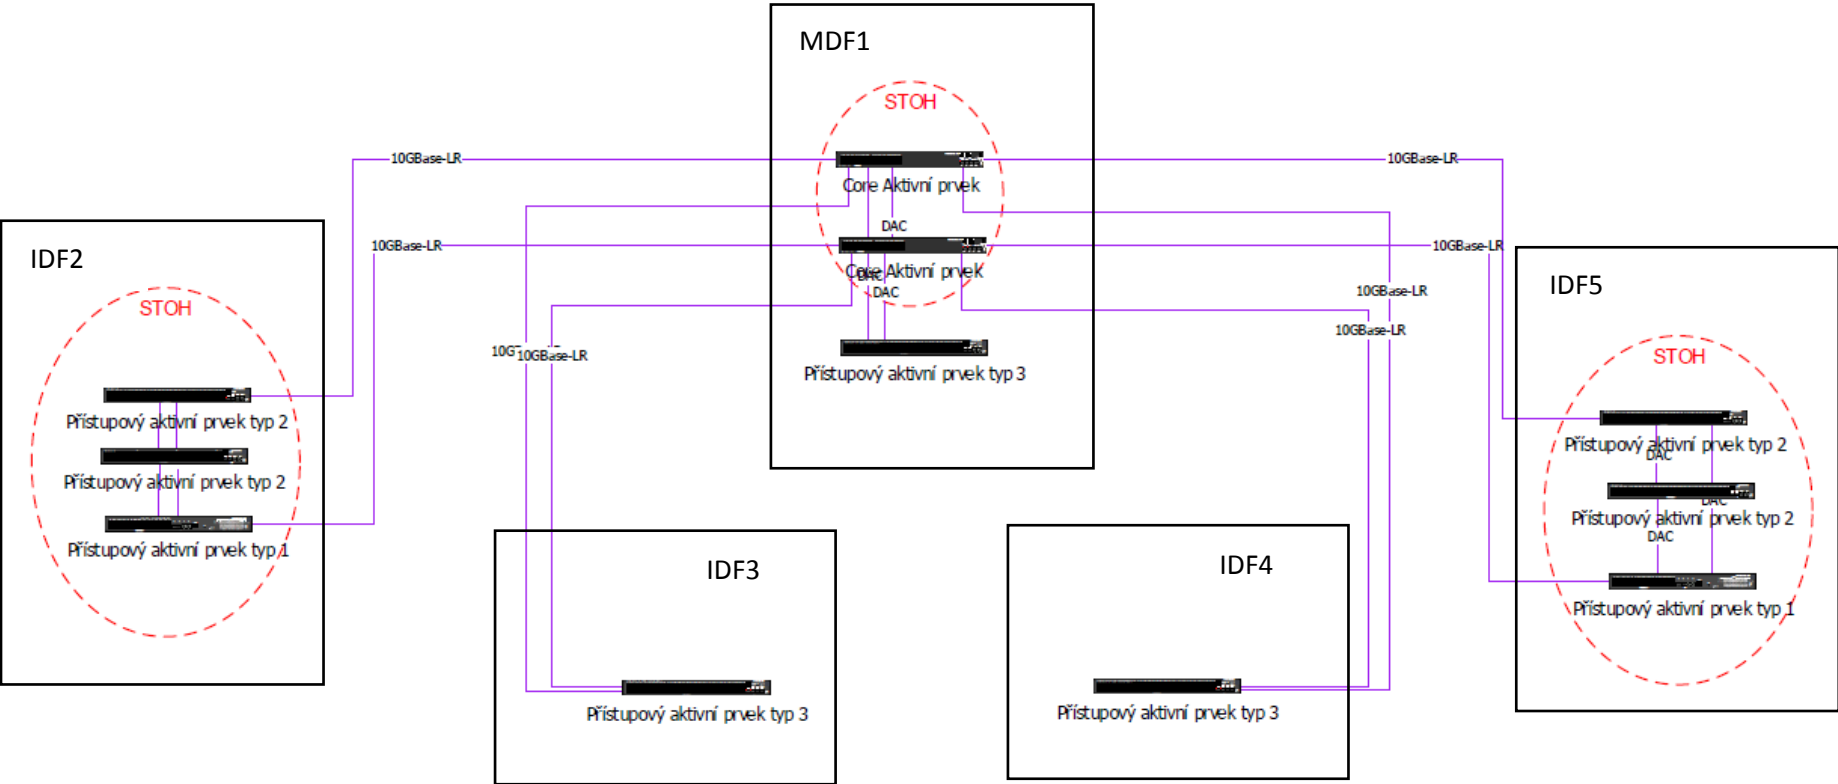 MDF1
STOH
10GBase-LR
10GBase-LR
Core Aktivní prvek
DAC
10GBase-LR
10GBase-LR
Core Aktivní prvek
DAC
DAC
Přístupový aktivní prvek typ 3
IDF2
STOH
Přístupový aktivní prvek typ 2
Přístupový aktivní prvek typ 2
Přístupový aktivní prvek typ 1
10GBase-LR
10GBase-LR
10GBase-LR
IDF5
STOH
Přístupový aktivní prvek typ 2
DAC
DAC
Přístupový aktivní prvek typ 2
DAC
Přístupový aktivní prvek typ 1
IDF3
Přístupový aktivní prvek typ 3
IDF4
Přístupový aktivní prvek typ 3